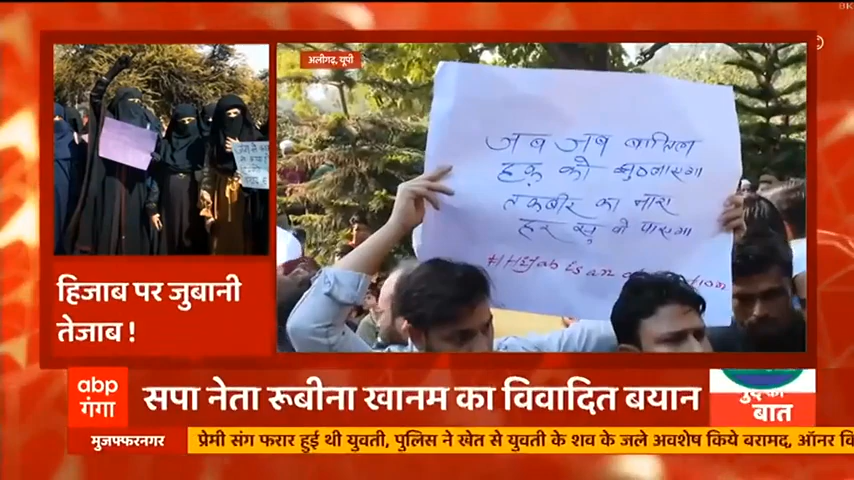 अलीगढ़, यूपी
जब जब बातिल
हक़ को झुठलाएगा
तकबीर का नारा
हर सू वो पाएगा
#Hijab is an
हिजाब पर जुबानी
तेजाब !
abp
गंगा
सपा नेता रूबीना खानम का विवादित बयान
बात
मुजफ्फरनगर
प्रेमी संग फरार हुई थी युवती, पुलिस ने खेत से युवती के शव के जले अवशेष किये बरामद, ऑनर